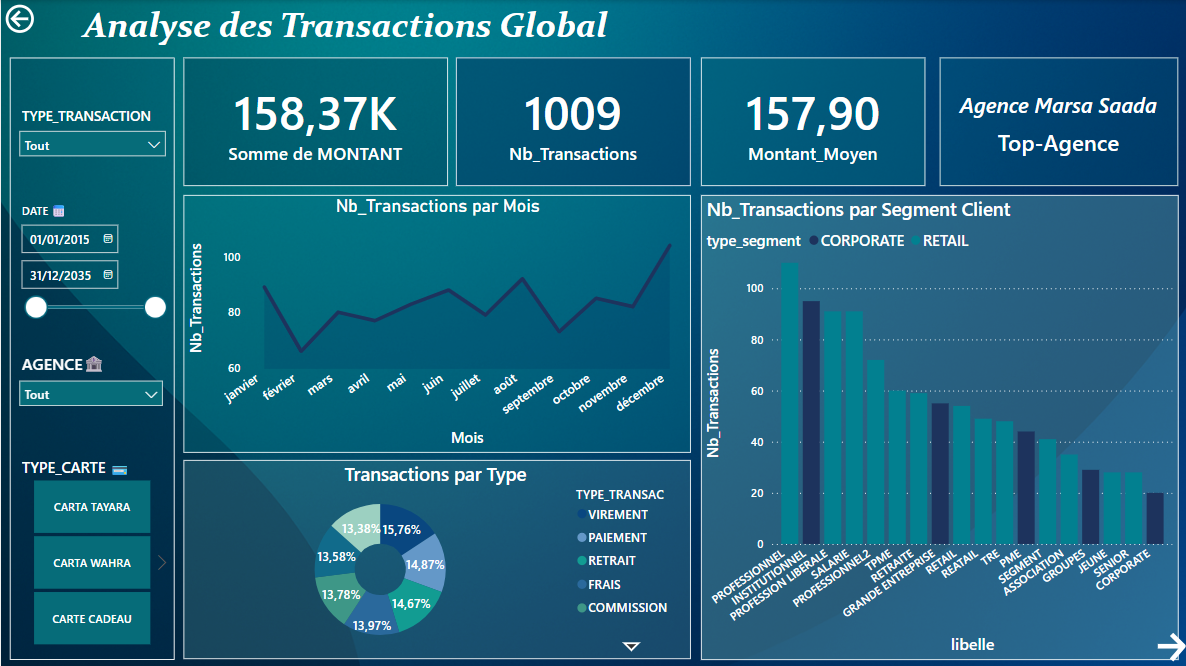 Analyse des Transactions Global
TYPE_TRANSACTION
Tout
DATE
01/01/2015
31/12/2035
AGENCE
Tout
TYPE_CARTE
CARTA TAYARA
CARTA WAHRA
CARTE CADEAU
158,37K
Somme de MONTANT
1009
Nb_Transactions
157,90
Montant_Moyen
Agence Marsa Saada
Top-Agence
Nb_Transactions par Mois
Nb_Transactions
100
80
60
janvier
février
mars
avril
mai
juin
juillet
août
septembre
octobre
novembre
décembre
Mois
Transactions par Type
13,38%
15,76%
13,58%
14,87%
13,78%
14,67%
13,97%
TYPE_TRANSAC
VIREMENT
PAIEMENT
RETRAIT
FRAIS
COMMISSION
Nb_Transactions par Segment Client
type_segment CORPORATE RETAIL
Nb_Transactions
100
80
60
40
20
0
PROFESSIONNEL
INSTITUTIONNEL
PROFESSION LIBERALE
SALARIE
PROFESSIONNEL2
TPME
RETRAITE
GRANDE ENTREPRISE
RETAIL
REATAIL
TRE
PME
SEGMENT
ASSOCIATION
GROUPES
JEUNE
SENIOR
CORPORATE
libelle